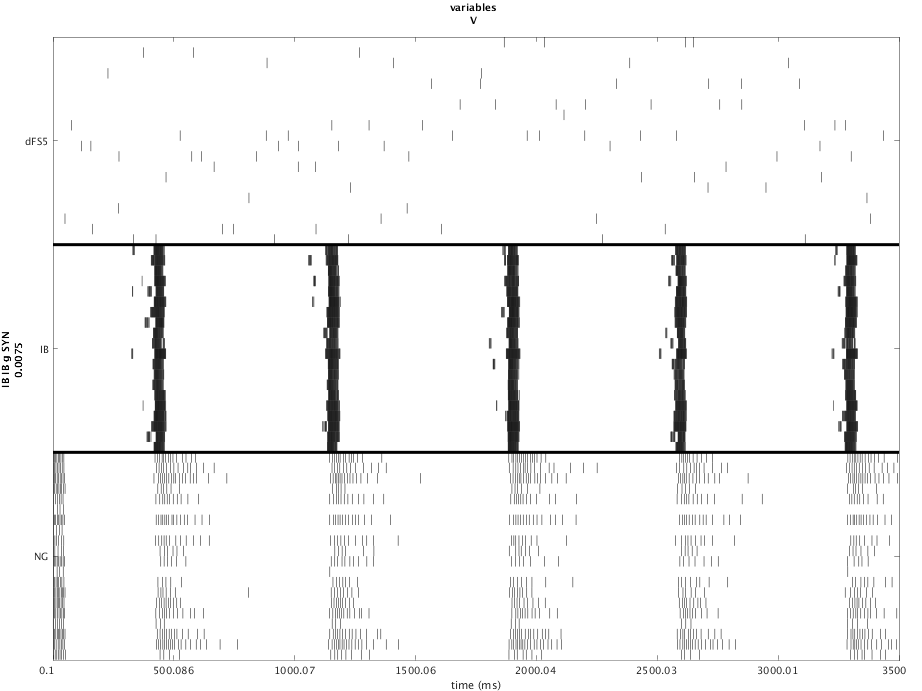 variables
V
dFS5
IB
NG
IB IB g SYN
0.0075
0.1
500.086
1000.07
1500.06
2000.04
2500.03
3000.01
3500
time (ms)